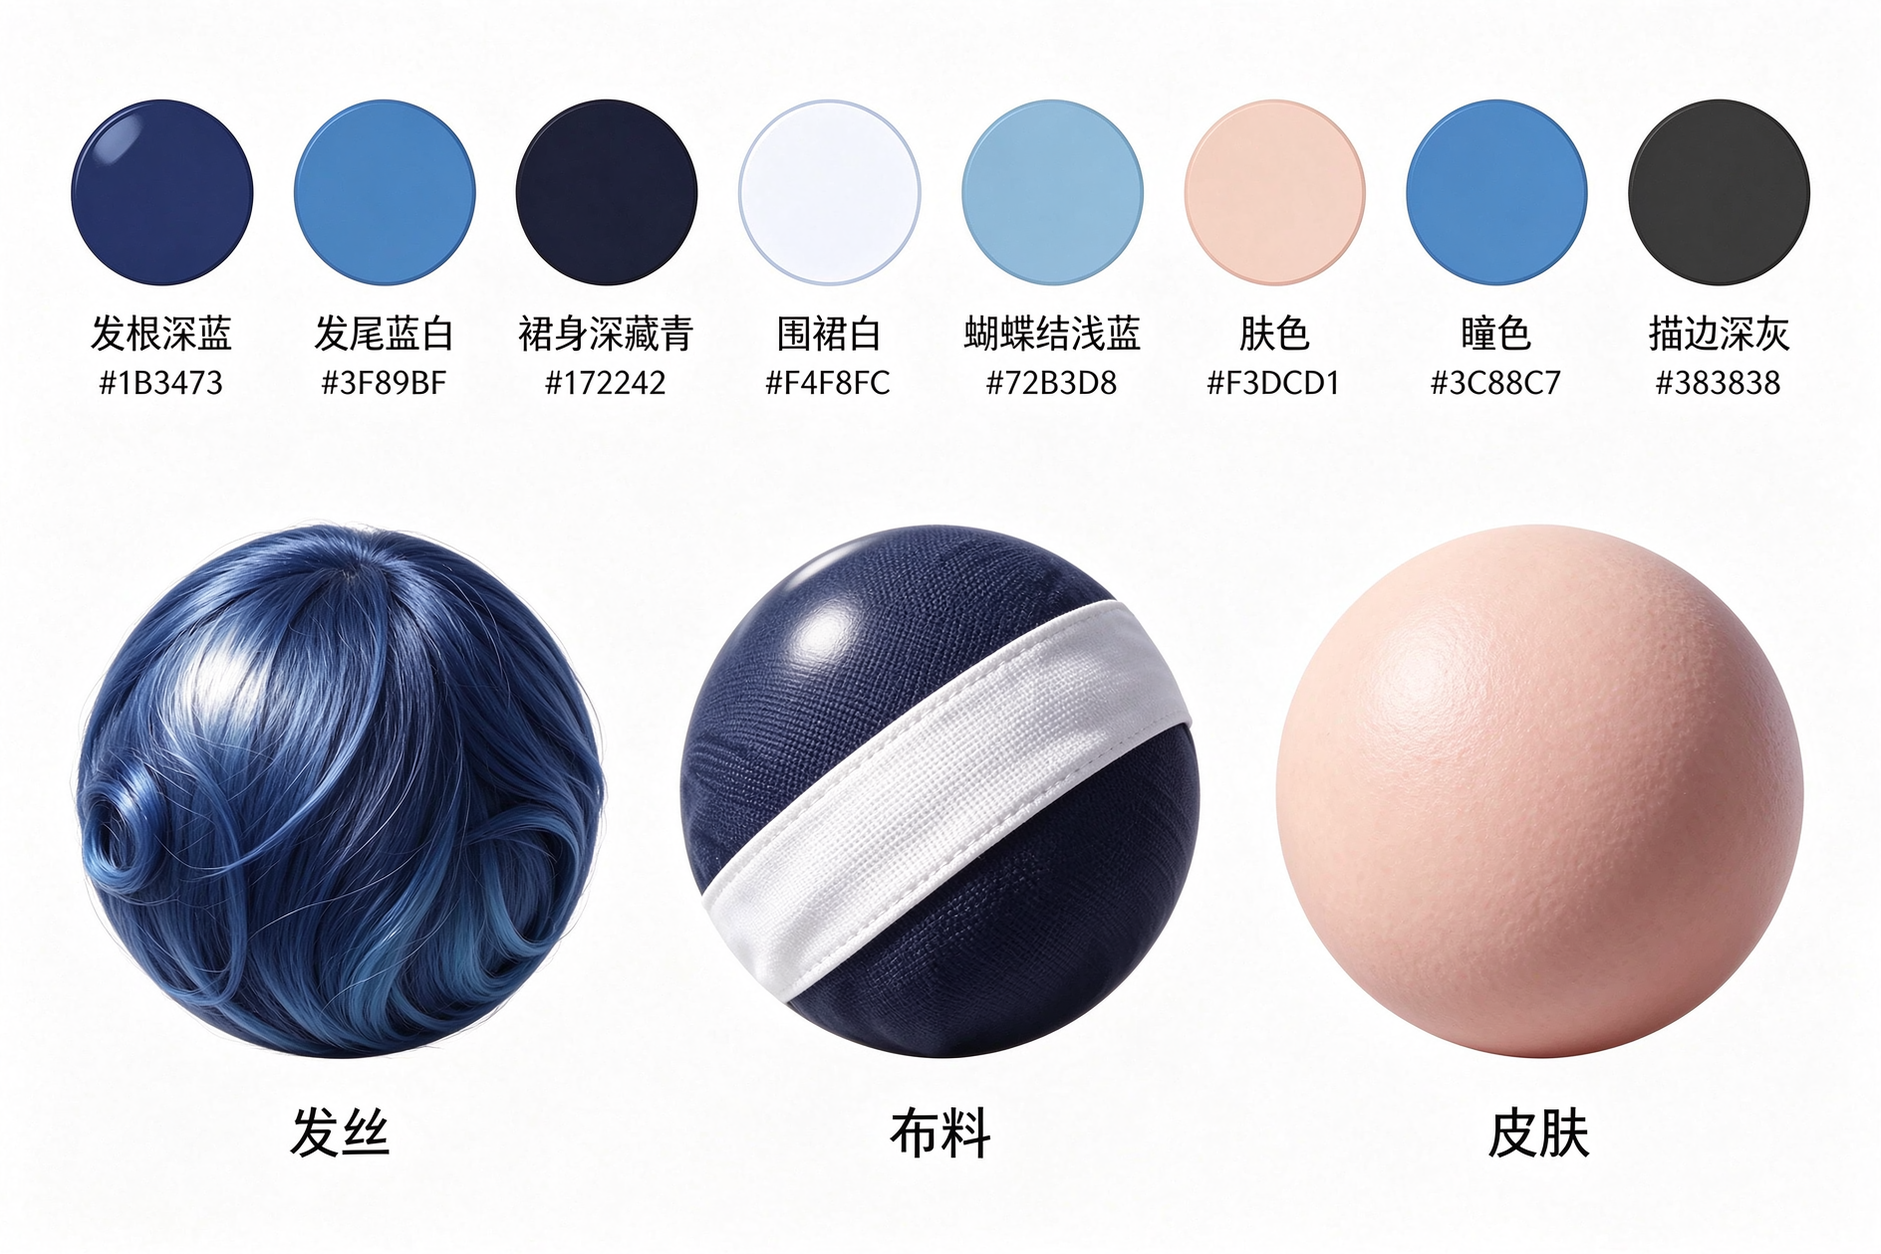 发根深蓝
#1B3473
发尾蓝白
#3F89BF
裙身深藏青
#172242
围裙白
#F4F8FC
蝴蝶结浅蓝
#72B3D8
肤色
#F3DCD1
瞳色
#3C88C7
描边深灰
#383838
发丝
布料
皮肤